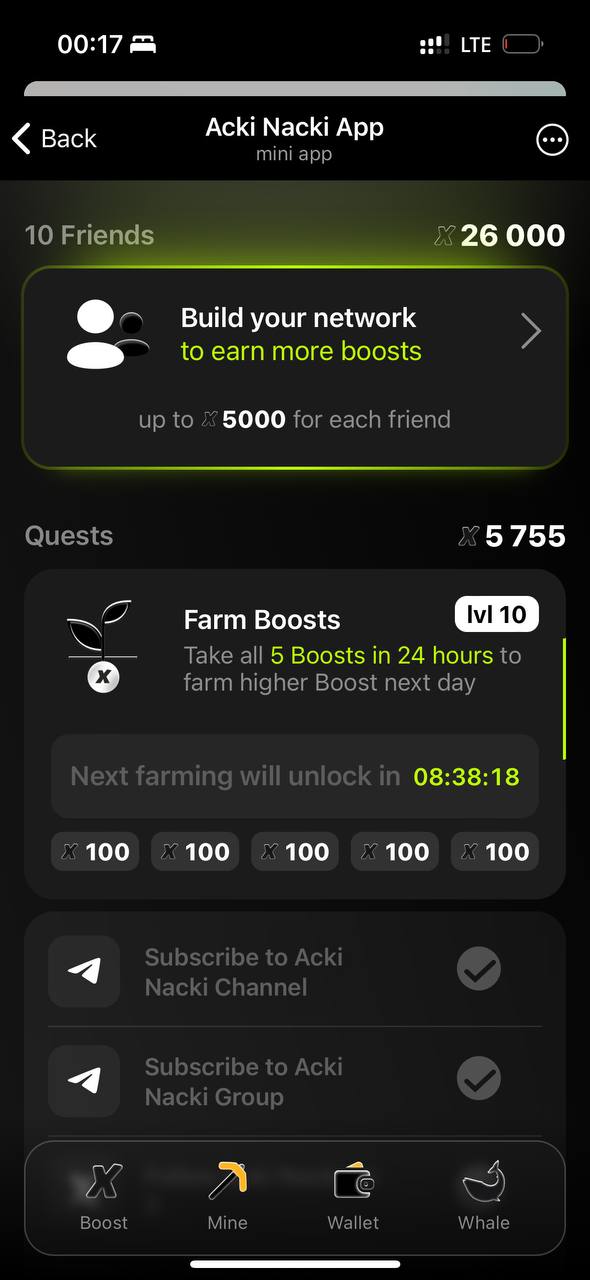 00:17
LTE
Back
Acki Nacki App
mini app
10 Friends
X 26 000
Build your network
to earn more boosts
up to X 5000 for each friend
Quests
X 5 755
Farm Boosts
lvl 10
Take all 5 Boosts in 24 hours to
farm higher Boost next day
X
Next farming will unlock in 08:38:18
X 100 X 100 X 100 X 100 X 100
Subscribe to Acki
Nacki Channel
Subscribe to Acki
Nacki Group
X
Boost
Mine
Wallet
Whale